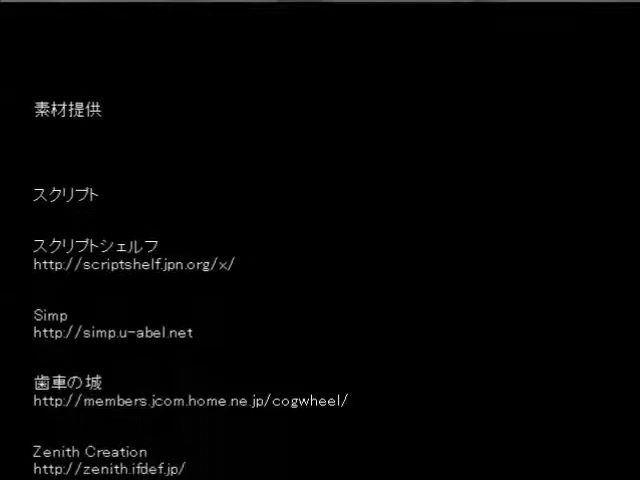 素材提供
スクリプト
スクリプトシェルフ
http://scriptshelf.jpn.org/x/
Simp
http://simp.u-abel.net
歯車の城
http://members.jcom.home.ne.jp/cogwheel/
Zenith Creation
http://zenith.ifdef.jp/